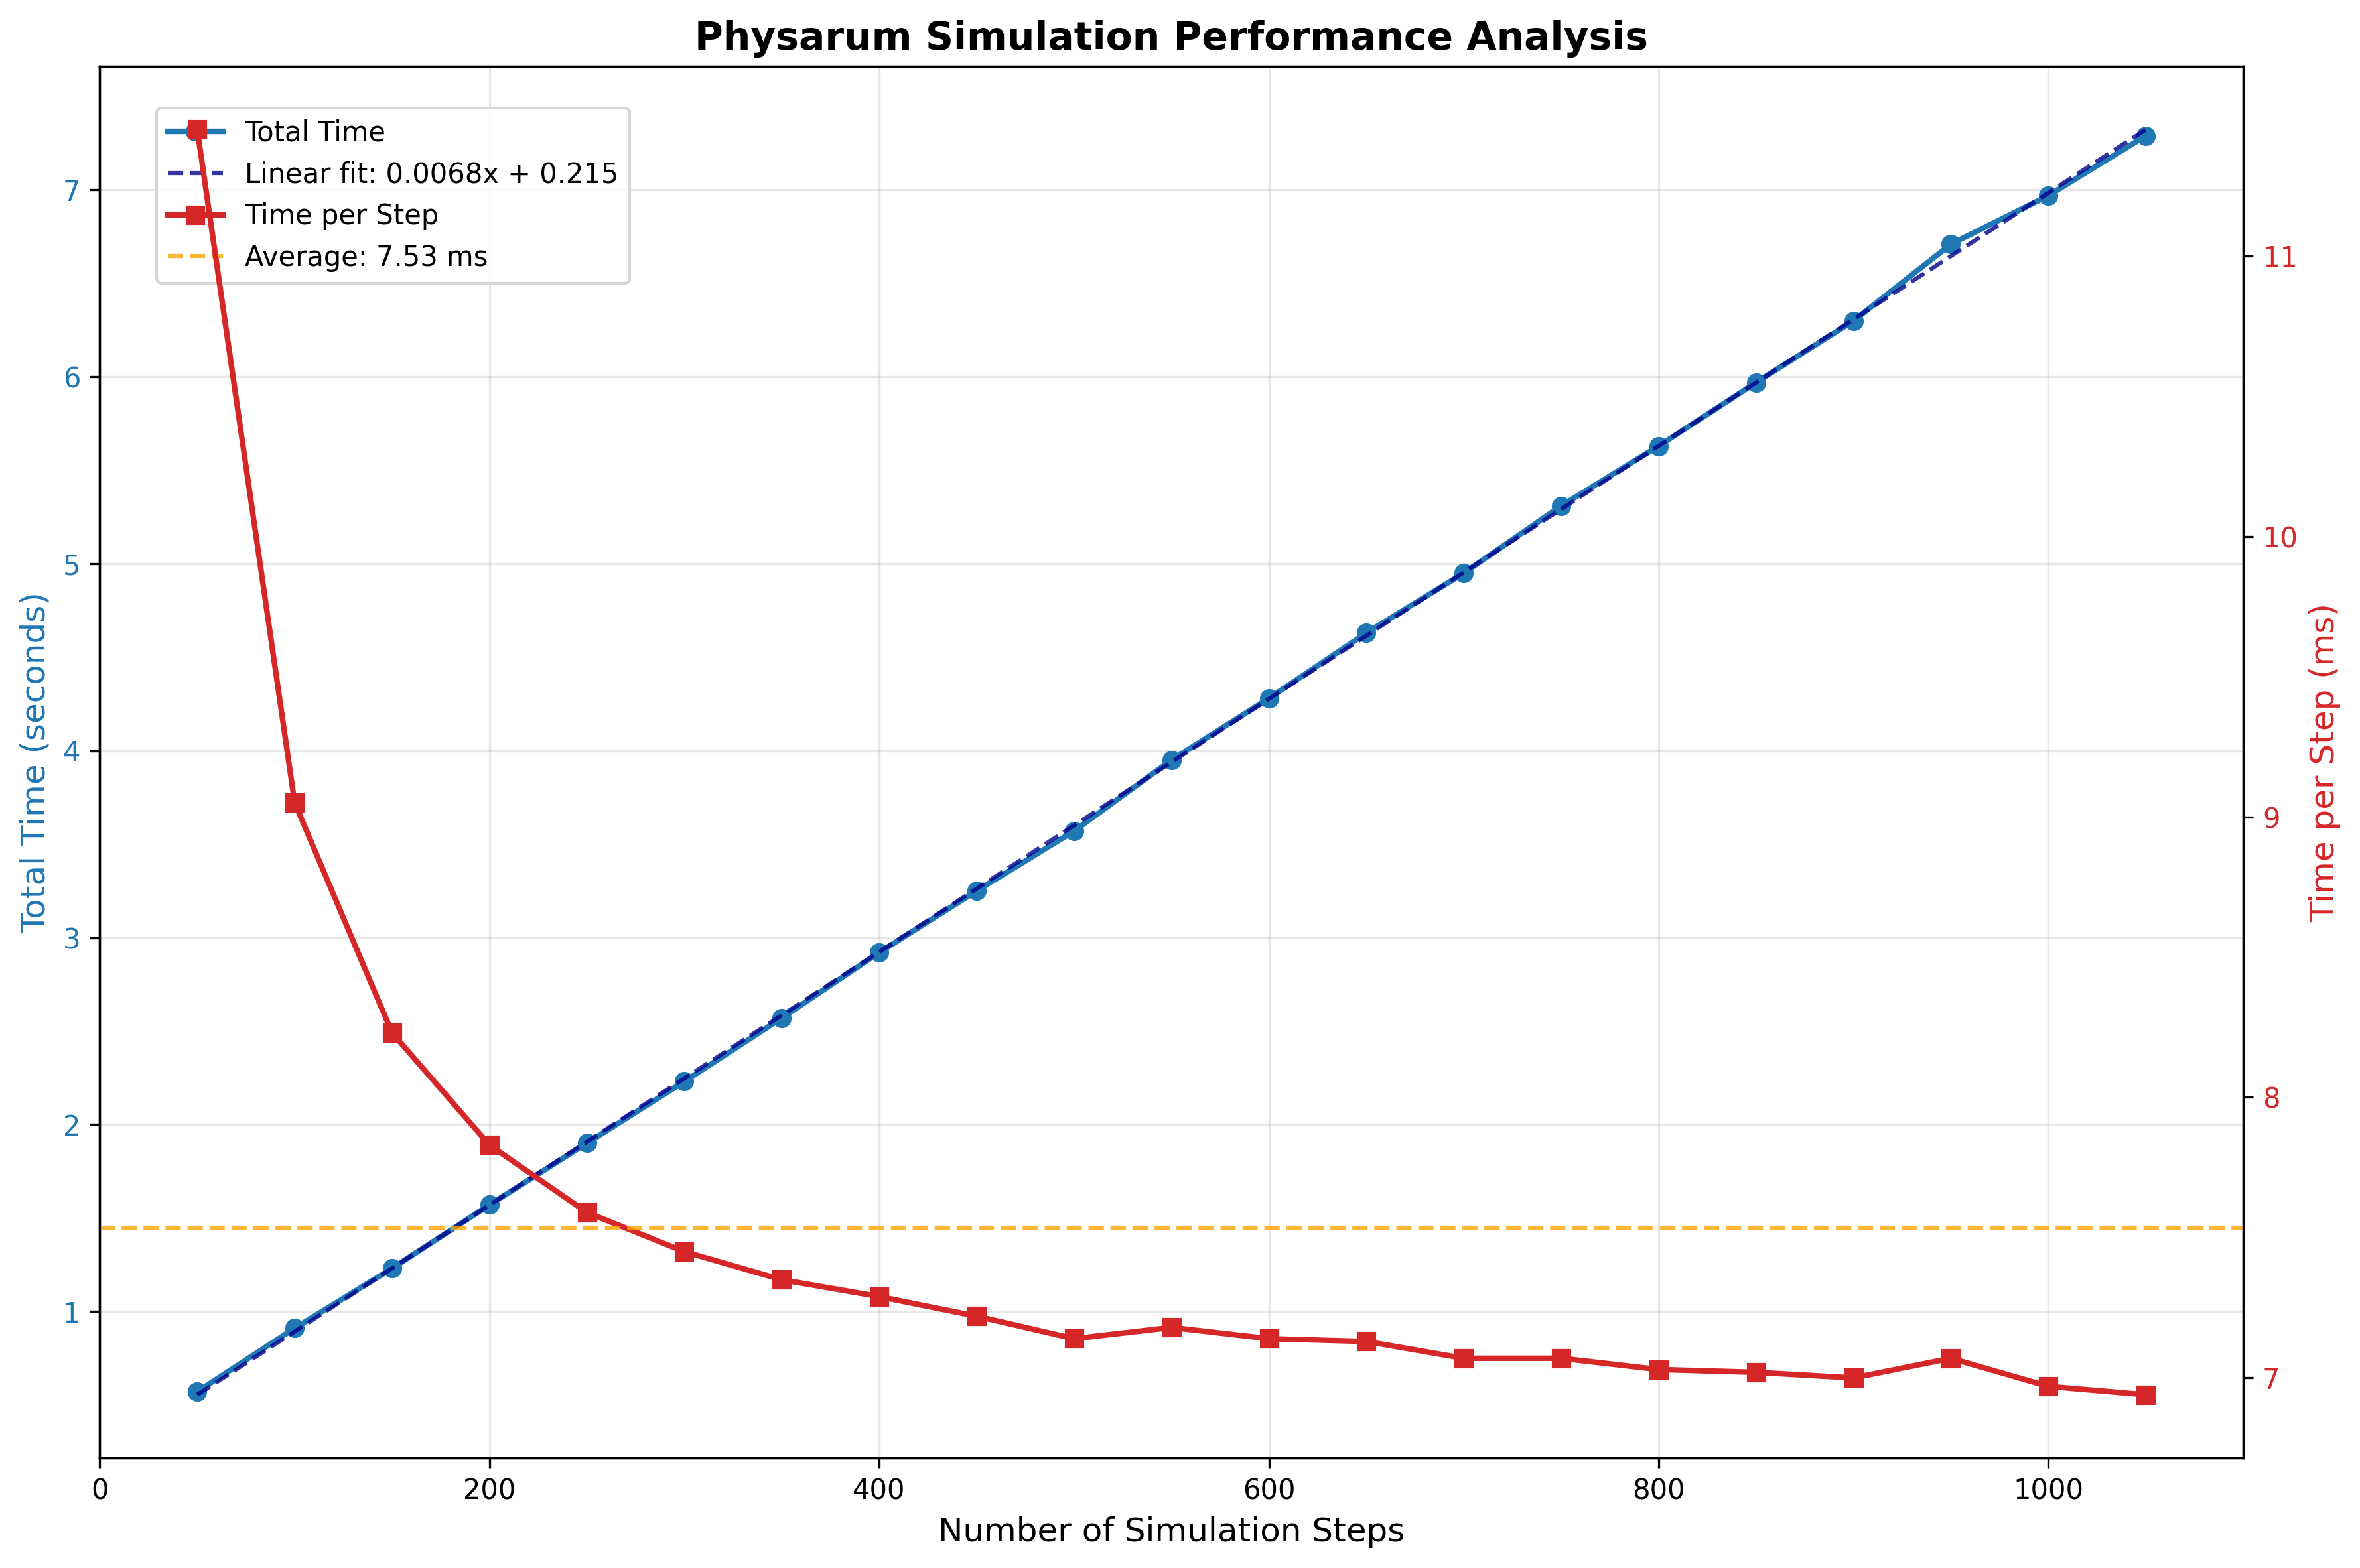 Physarum Simulation Performance Analysis
Total Time
Linear fit: 0.0068x + 0.215
Time per Step
Average: 7.53 ms
Total Time (seconds)
7
6
5
4
3
2
1
Time per Step (ms)
11
10
9
8
7
0 200 400 600 800 1000
Number of Simulation Steps